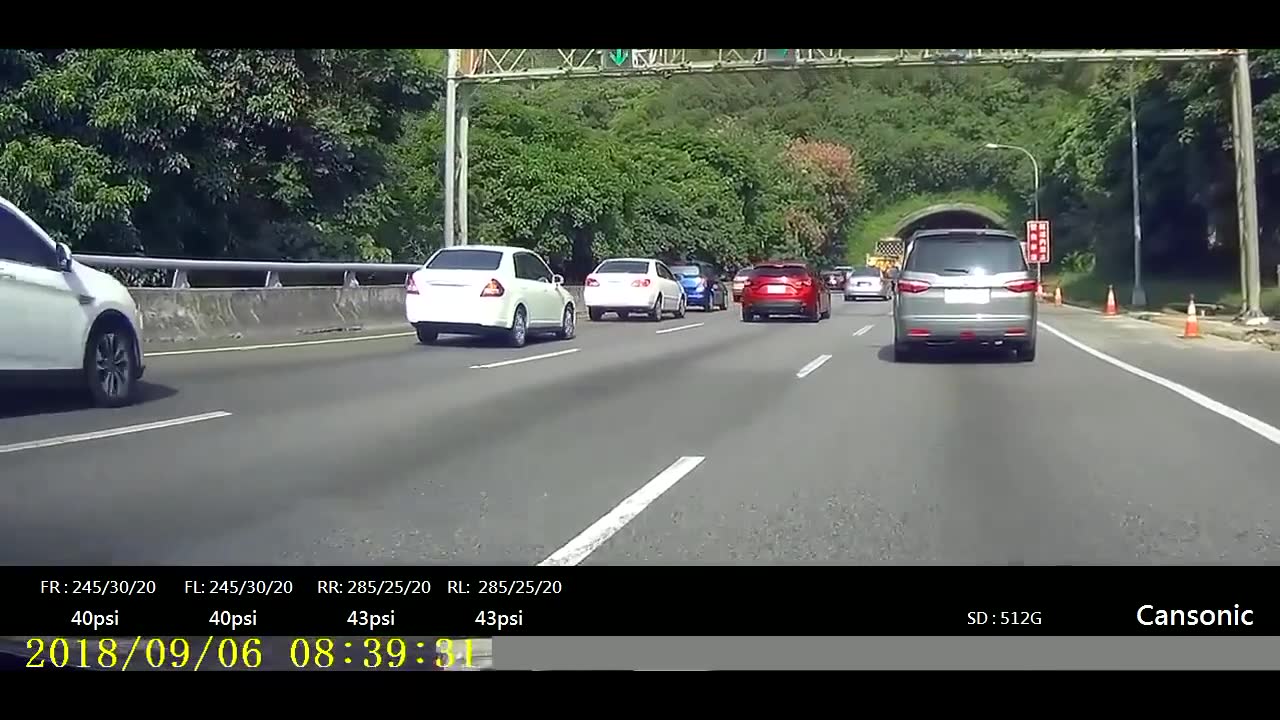 FR : 245/30/20 FL: 245/30/20 RR: 285/25/20 RL: 285/25/20
40psi 40psi 43psi 43psi
SD : 512G
Cansonic
2018/09/06 08:39:31